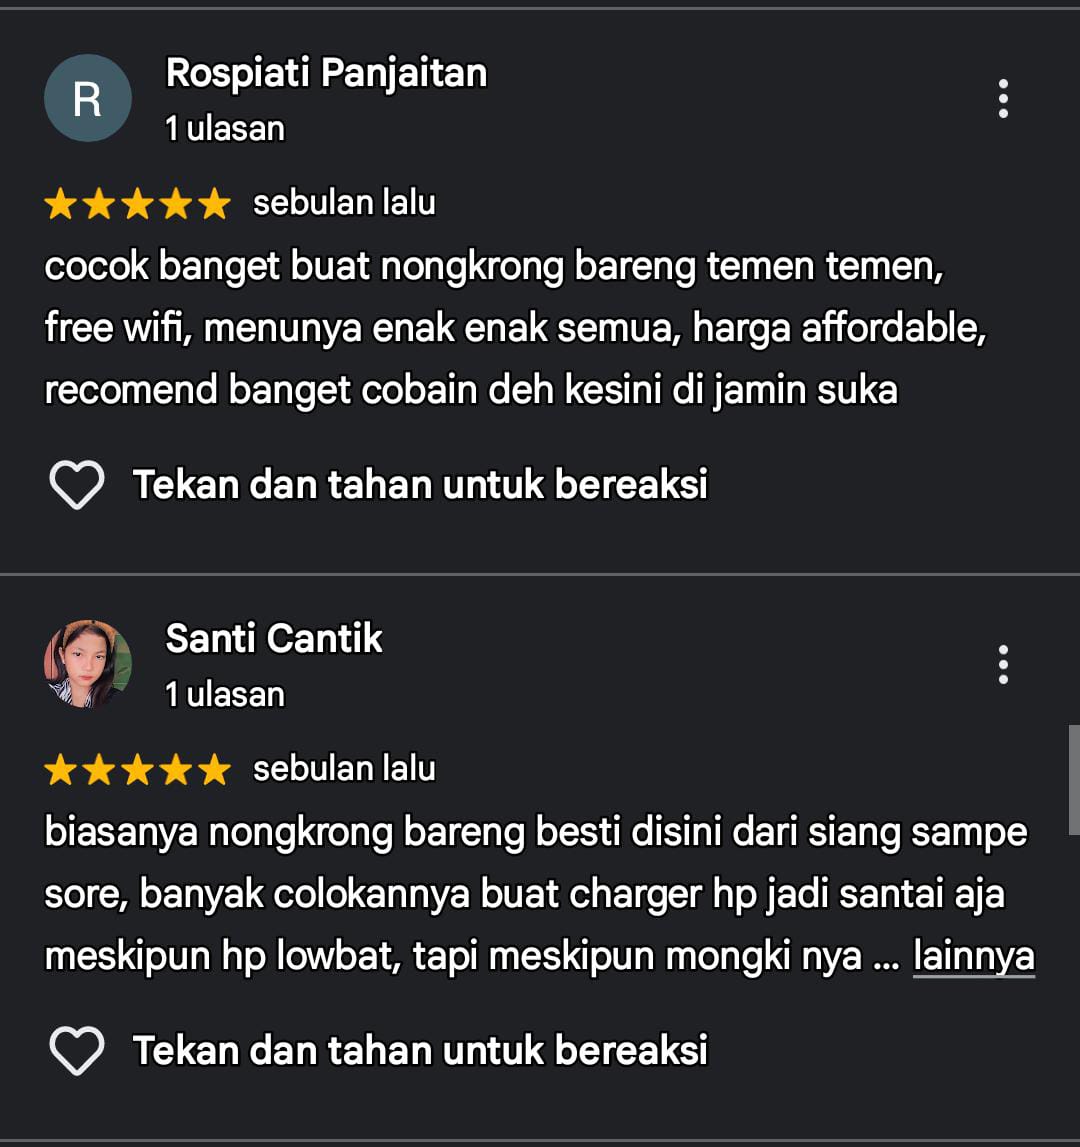 R
Rospiati Panjaitan
1 ulasan
sebulan lalu
cocok banget buat nongkrong bareng temen temen,
free wifi, menunya enak enak semua, harga affordable,
recomend banget cobain deh kesini di jamin suka
Tekan dan tahan untuk bereaksi
Santi Cantik
1 ulasan
sebulan lalu
biasanya nongkrong bareng besti disini dari siang sampe
sore, banyak colokannya buat charger hp jadi santai aja
meskipun hp lowbat, tapi meskipun mongki nya ... lainnya
Tekan dan tahan untuk bereaksi